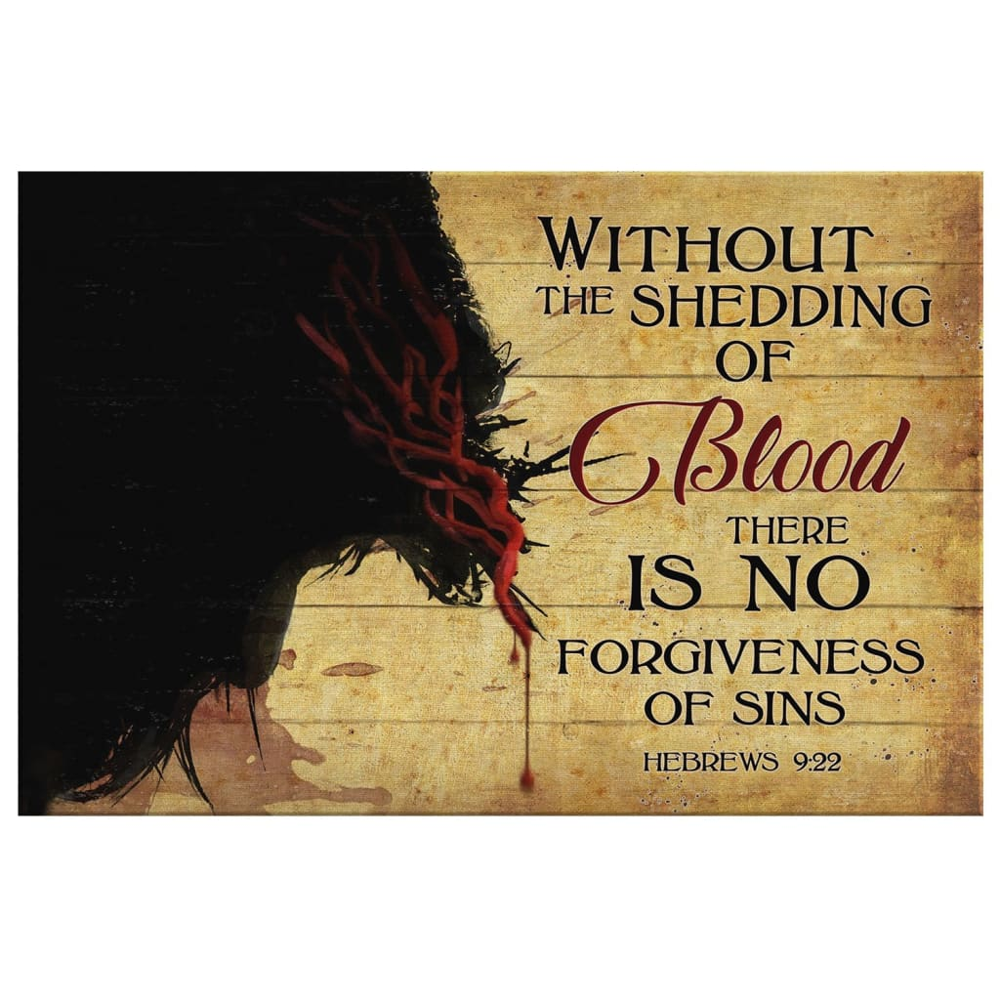 WITHOUT
THE SHEDDING
OF
Blood
THERE
IS NO
FORGIVENESS
OF SINS
HEBREWS 9:22